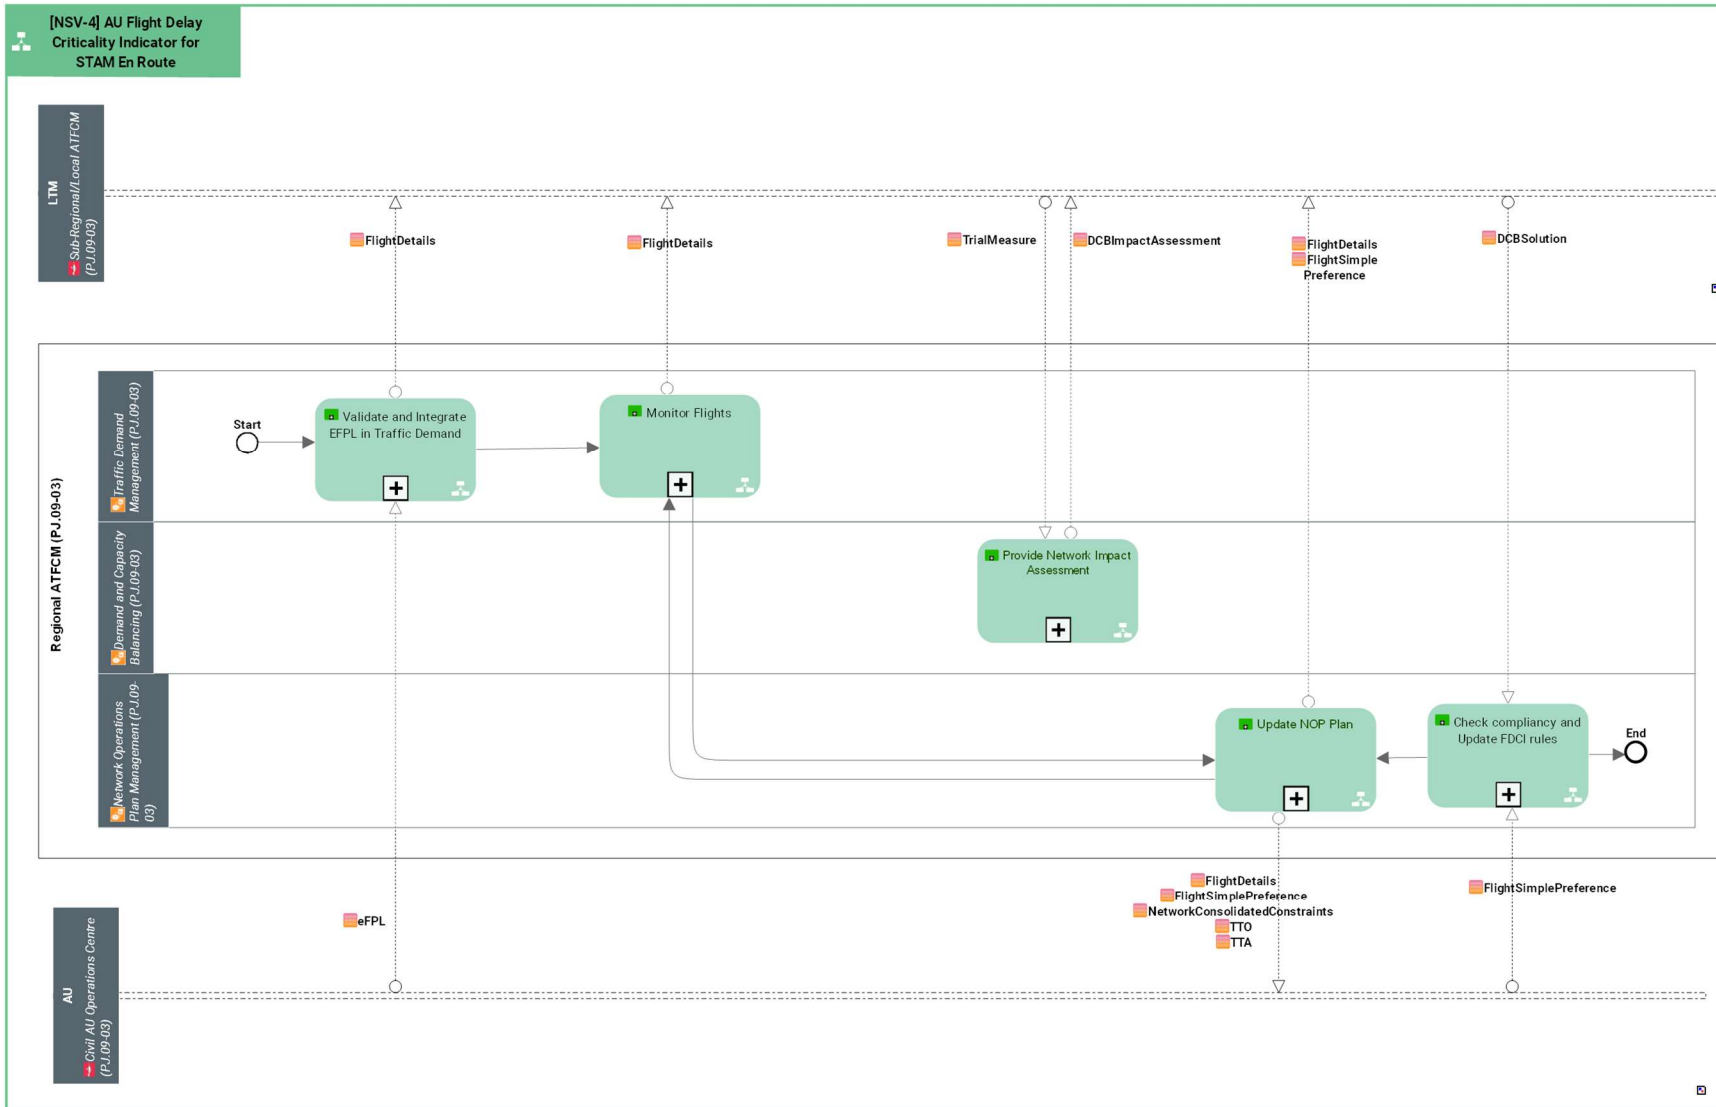 [NSV-4] AU Flight Delay
Criticality Indicator for
STAM En Route
LTM
Sub-Regional/Local ATFCM
(PJ.09-03)
FlightDetails
FlightDetails
TrialMeasure
DCBImpactAssessment
FlightDetails
FlightSimple
Preference
DCBSolution
Regional ATFCM (PJ.09-03)
Traffic Demand
Management (PJ.09-03)
Start
Validate and Integrate
EFPL in Traffic Demand
Monitor Flights
Demand and Capacity
Balancing (PJ.09-03)
Provide Network Impact
Assessment
Network Operations
Plan Management (PJ.09-
03)
Update NOP Plan
Check compliancy and
Update FDCI rules
End
eFPL
FlightDetails
FlightSimplePreference
NetworkConsolidatedConstraints
TTO
TTA
FlightSimplePreference
AU
Civil AU Operations Centre
(PJ.09-03)